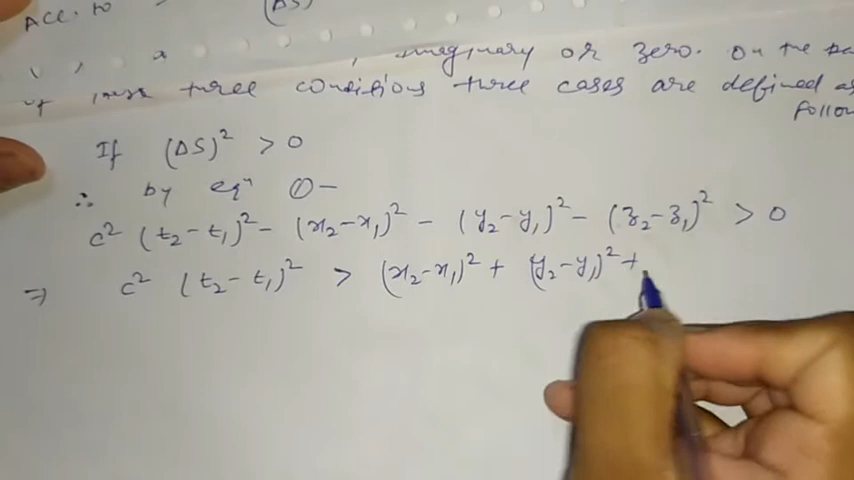 Acc. to (ΔS)
, imaginary or zero. On the
of these three conditions three cases are defined as
follow
If (ΔS)² > 0
∴ by eqⁿ ① –
c² (t₂ – t₁)² – (x₂ – x₁)² – (y₂ – y₁)² – (z₂ – z₁)² > 0
⇒ c² (t₂ – t₁)² > (x₂ – x₁)² + (y₂ – y₁)² +